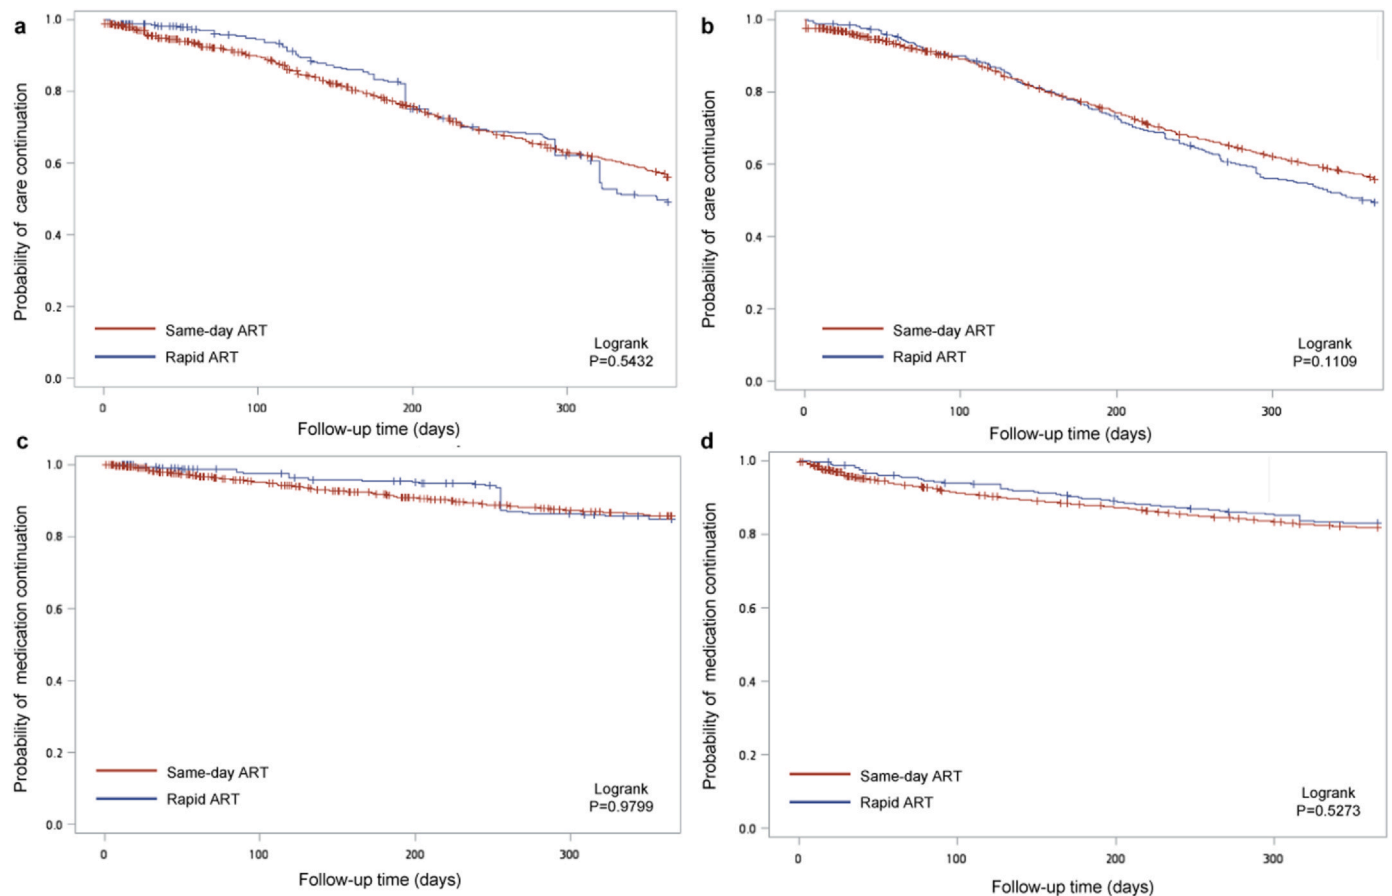 a
1.0
0.8
0.6
0.4
0.2
0.0
Probability of care continuation
Same-day ART
Rapid ART
Logrank
P=0.5432
0 100 200 300
Follow-up time (days)
b
1.0
0.8
0.6
0.4
0.2
0.0
Probability of care continuation
Same-day ART
Rapid ART
Logrank
P=0.1109
0 100 200 300
Follow-up time (days)
c
1.0
0.8
0.6
0.4
0.2
0.0
Probability of medication continuation
Same-day ART
Rapid ART
Logrank
P=0.9799
0 100 200 300
Follow-up time (days)
d
1.0
0.8
0.6
0.4
0.2
0.0
Probability of medication continuation
Same-day ART
Rapid ART
Logrank
P=0.5273
0 100 200 300
Follow-up time (days)